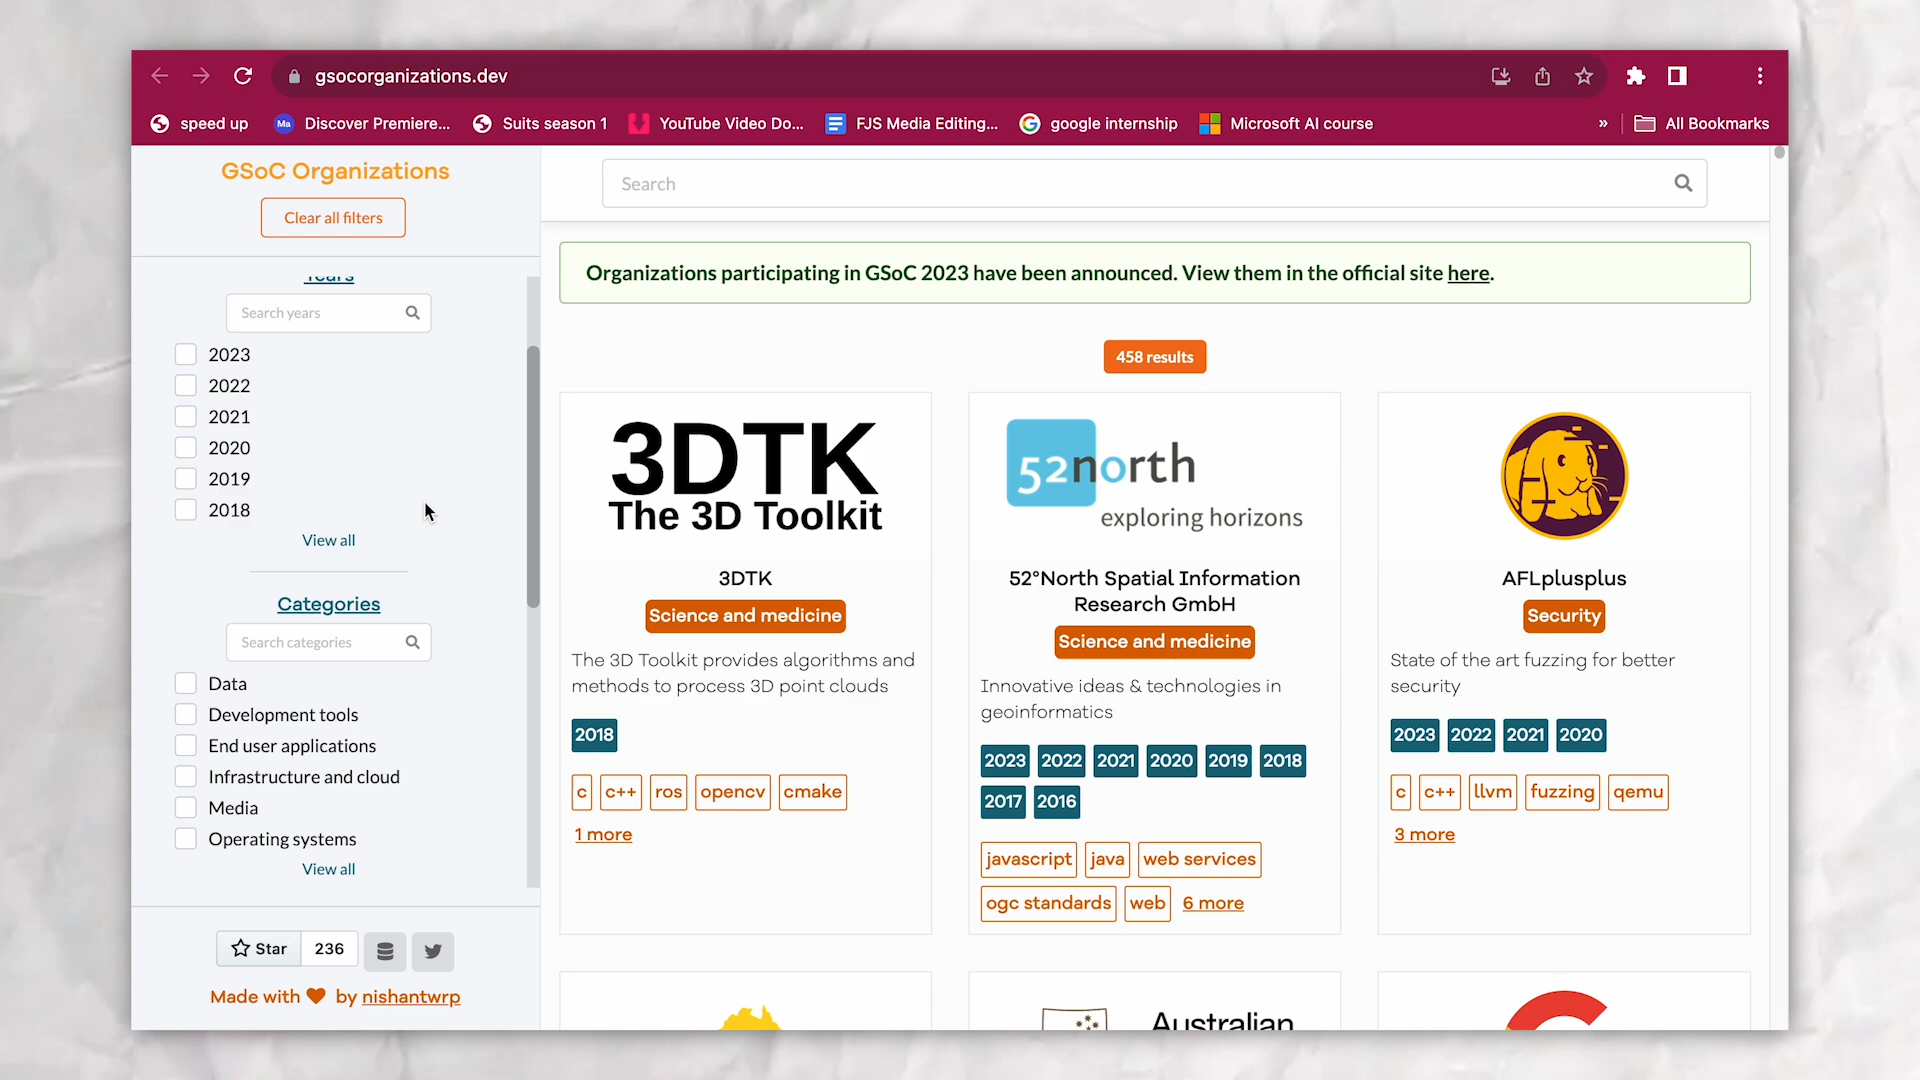 gsocorganizations.dev
speed up
Ma
Discover Premiere...
Suits season 1
YouTube Video Do...
FJS Media Editing...
google internship
Microsoft AI course
»
All Bookmarks
GSoC Organizations
Clear all filters
Years
Search years
2023
2022
2021
2020
2019
2018
View all
Categories
Search categories
Data
Development tools
End user applications
Infrastructure and cloud
Media
Operating systems
View all
Star 236
Made with by nishantwrp
Search
Organizations participating in GSoC 2023 have been announced. View them in the official site here.
458 results
3DTK
The 3D Toolkit
3DTK
Science and medicine
The 3D Toolkit provides algorithms and
methods to process 3D point clouds
2018
c c++ ros opencv cmake
1 more
52north
exploring horizons
52°North Spatial Information
Research GmbH
Science and medicine
Innovative ideas & technologies in
geoinformatics
2023 2022 2021 2020 2019 2018
2017 2016
javascript java web services
ogc standards web 6 more
AFLplusplus
Security
State of the art fuzzing for better
security
2023 2022 2021 2020
c c++ llvm fuzzing qemu
3 more
Australian